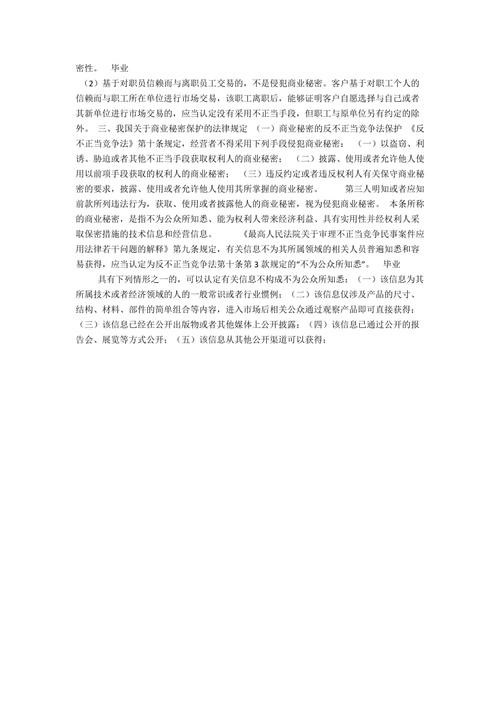 密性。 毕业
（2）基于对职员信赖而与离职员工交易的，不是侵犯商业秘密。客户基于对职工个人的
信赖而与职工所在单位进行市场交易，该职工离职后，能够证明客户自愿选择与自己或者
其新单位进行市场交易的，应当认定没有采用不正当手段，但职工与原单位另有约定的除
外。 三、我国关于商业秘密保护的法律规定 （一）商业秘密的反不正当竞争法保护 《反
不正当竞争法》第十条规定，经营者不得采用下列手段侵犯商业秘密： （一）以盗窃、利
诱、胁迫或者其他不正当手段获取权利人的商业秘密； （二）披露、使用或者允许他人使
用以前项手段获取的权利人的商业秘密； （三）违反约定或者违反权利人有关保守商业秘
密的要求，披露、使用或者允许他人使用其所掌握的商业秘密。 第三人明知或者应知
前款所列违法行为，获取、使用或者披露他人的商业秘密，视为侵犯商业秘密。 本条所称
的商业秘密，是指不为公众所知悉、能为权利人带来经济利益、具有实用性并经权利人采
取保密措施的技术信息和经营信息。 《最高人民法院关于审理不正当竞争民事案件应
用法律若干问题的解释》第九条规定，有关信息不为其所属领域的相关人员普遍知悉和容
易获得，应当认定为反不正当竞争法第十条第 3 款规定的“不为公众所知悉”。 毕业
具有下列情形之一的，可以认定有关信息不构成不为公众所知悉：（一）该信息为其
所属技术或者经济领域的人的一般常识或者行业惯例；（二）该信息仅涉及产品的尺寸、
结构、材料、部件的简单组合等内容，进入市场后相关公众通过观察产品即可直接获得；
（三）该信息已经在公开出版物或者其他媒体上公开披露；（四）该信息已通过公开的报
告会、展览等方式公开；（五）该信息从其他公开渠道可以获得；